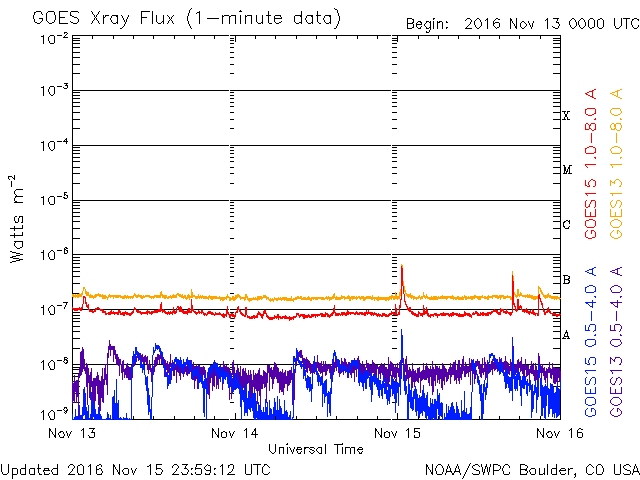 GOES Xray Flux (1-minute data)
Begin: 2016 Nov 13 0000 UTC
10-2
10-3
10-4
10-5
10-6
10-7
10-8
10-9
Watts m-2
X
M
C
B
A
GOES15 1.0-8.0 A
GOES13 1.0-8.0 A
GOES15 0.5-4.0 A
GOES13 0.5-4.0 A
Nov 13 Nov 14 Nov 15 Nov 16
Universal Time
Updated 2016 Nov 15 23:59:12 UTC NOAA/SWPC Boulder, CO USA